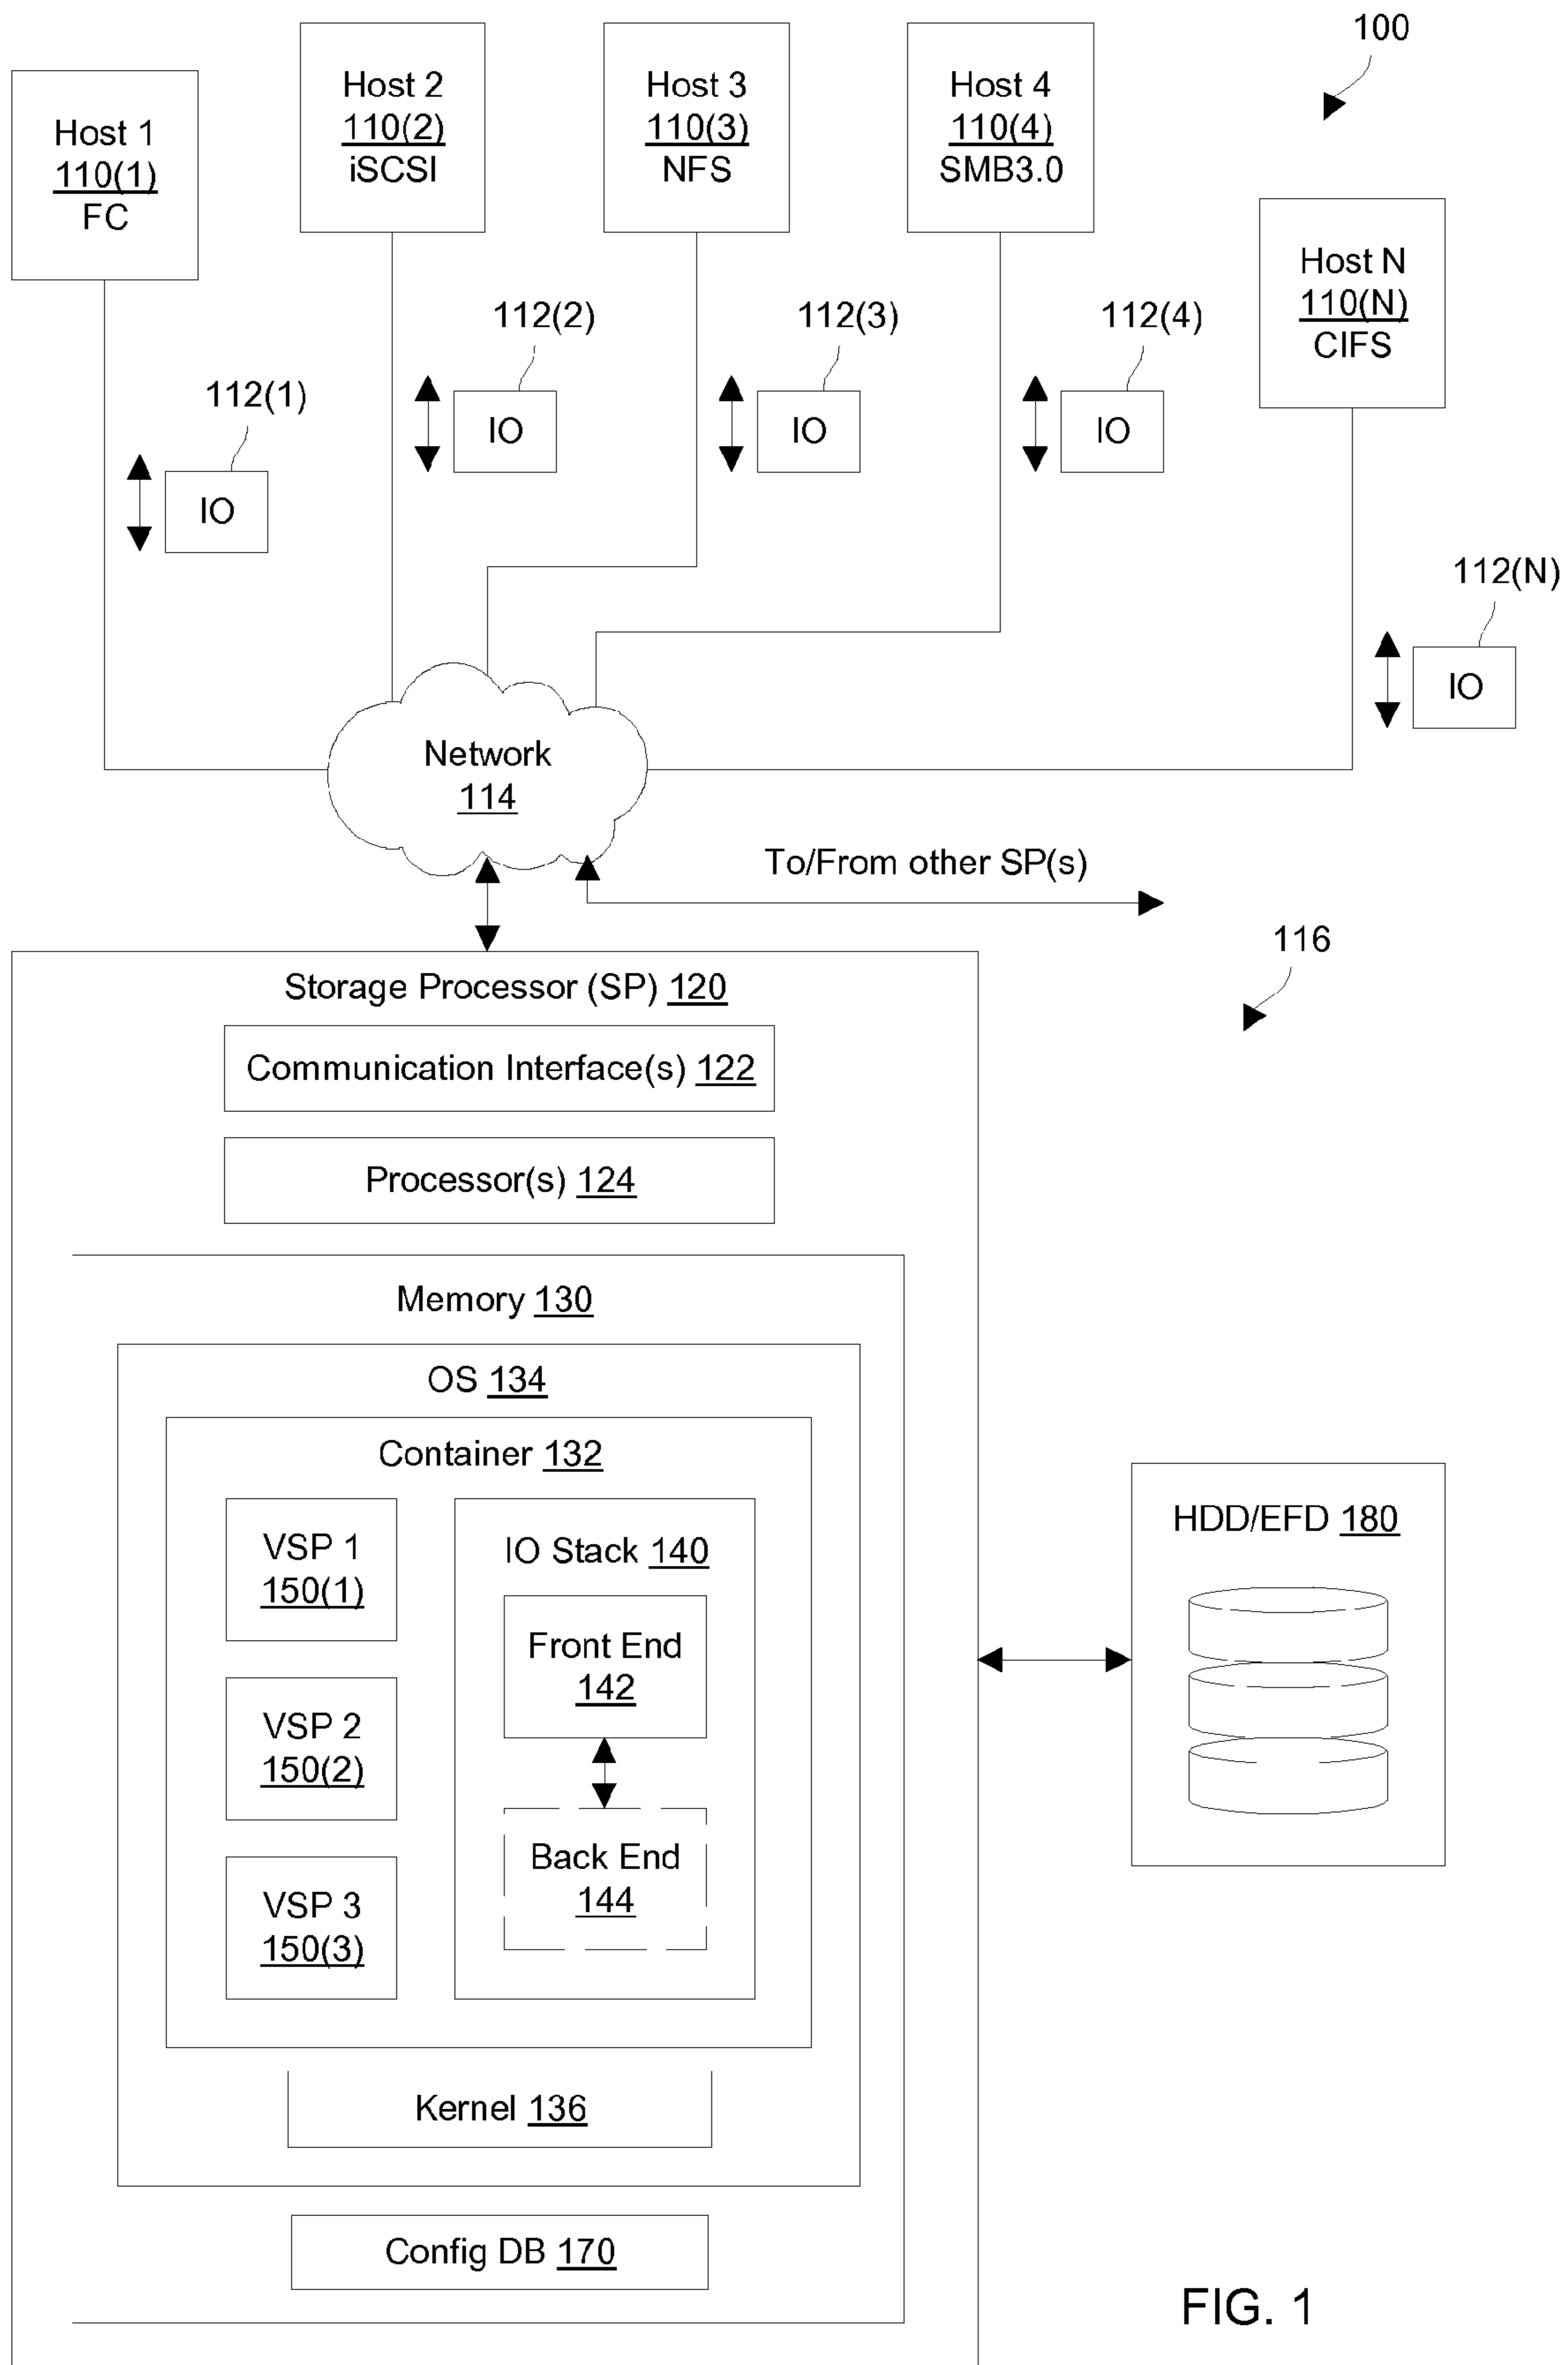 100
Host 1
110(1)
FC
Host 2
110(2)
iSCSI
Host 3
110(3)
NFS
Host 4
110(4)
SMB3.0
Host N
110(N)
CIFS
112(1)
IO
112(2)
IO
112(3)
IO
112(4)
IO
112(N)
IO
Network
114
To/From other SP(s)
116
Storage Processor (SP) 120
Communication Interface(s) 122
Processor(s) 124
Memory 130
OS 134
Container 132
VSP 1
150(1)
VSP 2
150(2)
VSP 3
150(3)
IO Stack 140
Front End
142
Back End
144
Kernel 136
Config DB 170
HDD/EFD 180
FIG. 1